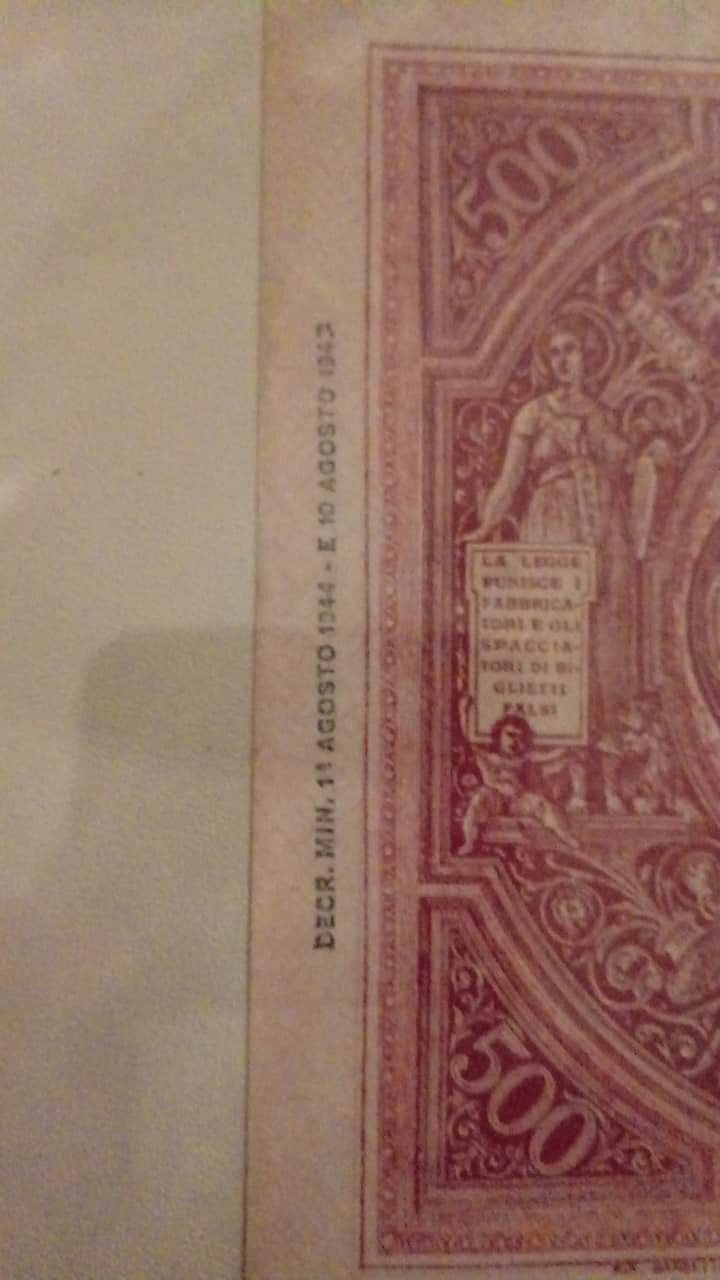 500
DECR. MIN. 1º AGOSTO 1944 - E 10 AGOSTO 1943
LA LEGGE
PUNISCE I
FABBRICA-
TORI E GLI
SPACCIA-
TORI DI BI-
GLIETTI
FALSI
500